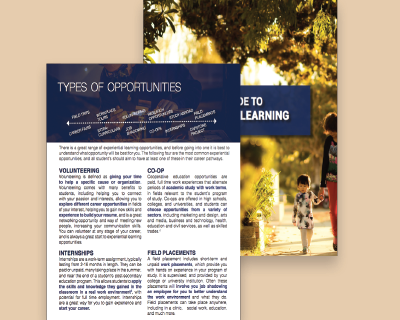 DE TO
LEARNING
TYPES OF OPPORTUNITIES
FIELD TRIPS
VOLUNTEERING
OPPORTUNITIES
STUDY ABROAD
FIELD
PLACEMENT
CAREER FAIRS
CO-OPS
INTERNSHIPS
CAPSTONE
PROJECT
There is a great range of experiential learning opportunities, and before going into one it is best to
understand what opportunity will be best for you. The following four are the most common experiential
opportunities, and all students should aim to have at least one of these in their career pathways.
VOLUNTEERING
Volunteering is defined as giving your time
to help a specific cause or organization.
Volunteering comes with many benefits to
students, including helping you to connect
with your passion and interests, allowing you to
explore different career opportunities in fields
of your interest, helping you to gain new skills and
experience to build your resume, and is a great
networking opportunity and way of meeting new
people, increasing your communication skills.
You can volunteer at any stage of your career,
and is always a great start to experiential learning
opportunities.
CO-OP
Cooperative education opportunities are
paid, full time work experiences that alternate
periods of academic study with work terms,
in fields relevant to the student's program
of study. Co-ops are offered in high schools,
colleges, and universities, and students can
choose opportunities from a variety of
sectors, including marketing and design, arts
and media, business and technology, health,
education and civil services, as well as skilled
trades.
INTERNSHIPS
Internships are a work-term assignment, typically
lasting from 3-18 months in length. They can be
paid or unpaid, many taking place in the summer,
and near the end of a student's post-secondary
education program. This allows students to apply
the skills and knowledge they gained in the
classroom in a real work environment, with
potential for full time employment. Internships
are a great way for you to gain experience and
start your career.
FIELD PLACEMENTS
A field placement includes short-term and
unpaid work placements, which provide you
with hands on experience in your program of
study. It is supervised and provided by your
college or university institution. Often these
placements will involve you job shadowing
an employee for you to better understand
the work environment and what they do.
Field placements can take place anywhere,
including in a clinic, social work, education,
and much more.